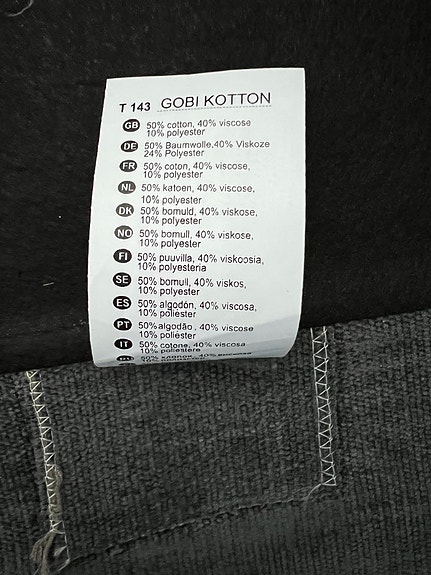 T 143 GOBI KOTTON
GB 50% cotton, 40% viscose
10% polyester
DE 50% Baumwolle,40% Viskoze
24% Polyester
FR 50% coton, 40% viscose,
10% polyester
NL 50% katoen, 40% viscose,
10% polyester
DK 50% bomuld, 40% viskose,
10% polyester
NO 50% bomull, 40% viskose,
10% polyester
FI 50% puuvilla, 40% viskoosia,
10% polyesteria
SE 50% bomull, 40% viskos,
10% polyester
ES 50% algodón, 40% viscosa,
10% poliéster
PT 50%algodão , 40% viscose
10% poliéster
IT 50% cotone, 40% viscosa
10% poliestere
50%